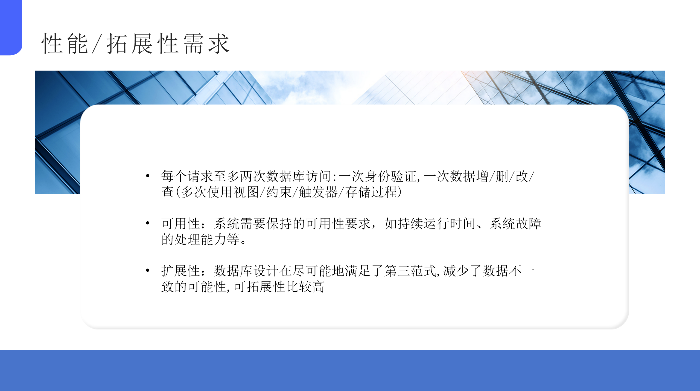 性能/拓展性需求
• 每个请求至多两次数据库访问:一次身份验证,一次数据增/删/改/
查(多次使用视图/约束/触发器/存储过程)
• 可用性：系统需要保持的可用性要求，如持续运行时间、系统故障
的处理能力等。
• 扩展性：数据库设计在尽可能地满足了第三范式,减少了数据不一
致的可能性,可拓展性比较高